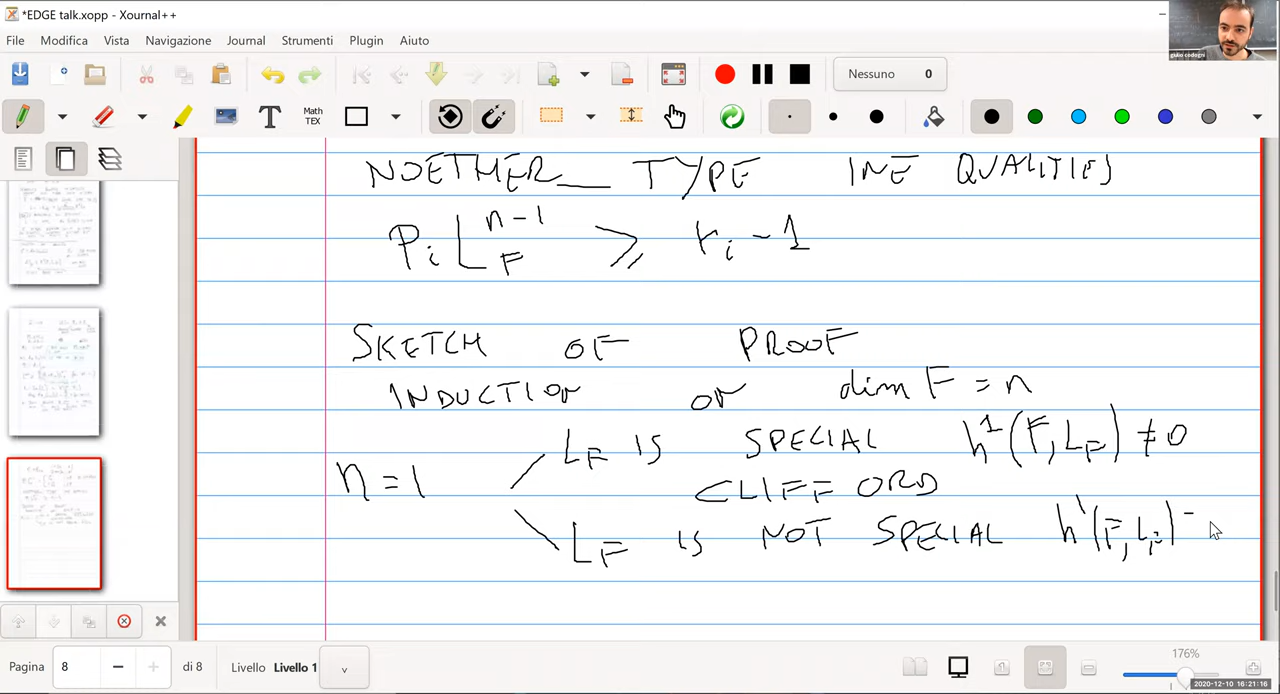 *EDGE talk.xopp - Xournal++
File Modifica Vista Navigazione Journal Strumenti Plugin Aiuto
giulio codogni
Nessuno 0
Math TEX
NOETHER_ TYPE INEQUALITIES
P_i L_F^{n-1} ⩾ r_i - 1
SKETCH OF PROOF
INDUCTION on dim F = n
L_F IS SPECIAL h^1(F, L_F) ≠ 0
n = 1
CLIFFORD
L_F is NOT SPECIAL h^1(F, L_F) -
Pagina 8 di 8 Livello Livello 1
176%
2020-12-10 16:21:16